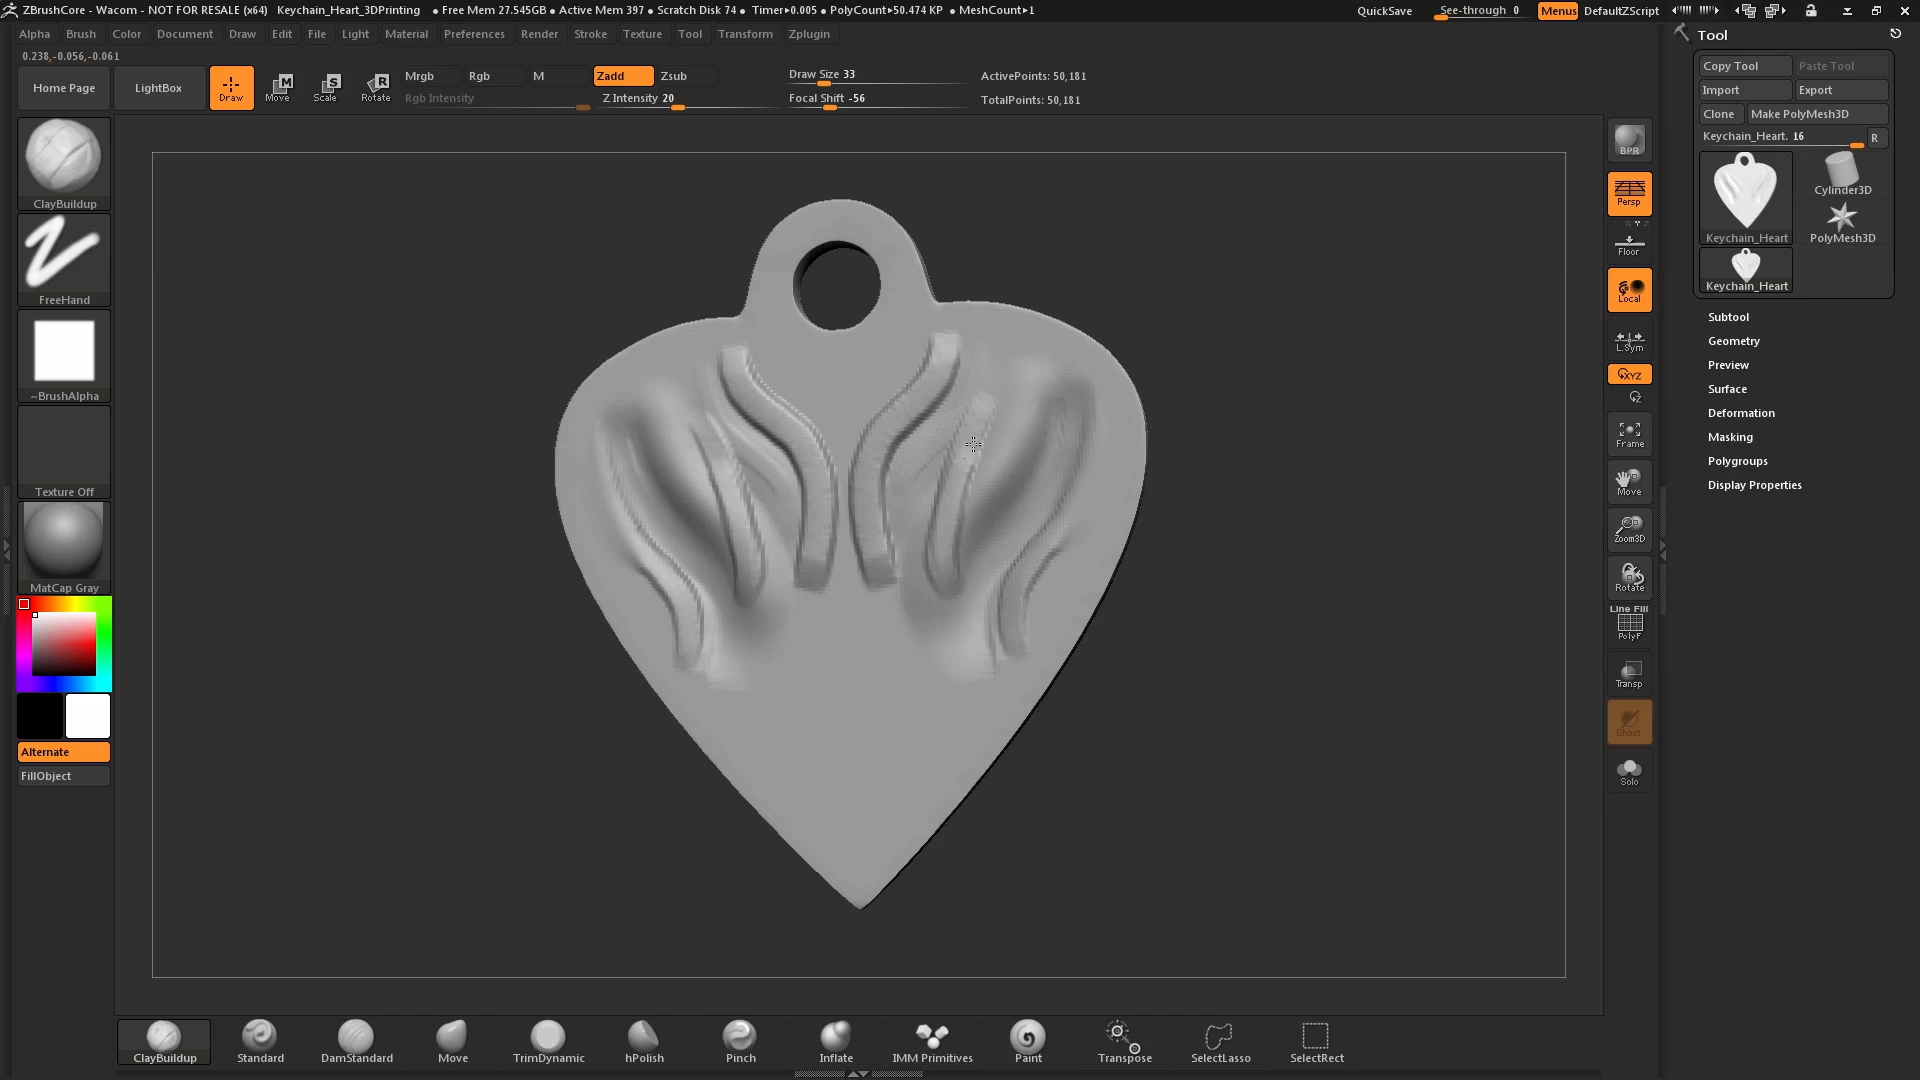 ZBrushCore - Wacom - NOT FOR RESALE (x64) Keychain_Heart_3DPrinting ● Free Mem 27.545GB ● Active Mem 397 ● Scratch Disk 74 ● Timer▸0.005 ● PolyCount▸50.474 KP ● MeshCount▸1 QuickSave See-through 0 Menus DefaultZScript
Alpha Brush Color Document Draw Edit File Light Material Preferences Render Stroke Texture Tool Transform Zplugin
0.238,-0.056,-0.061
Home Page LightBox Draw Move Scale Rotate
Mrgb Rgb M Zadd Zsub
Rgb Intensity Z Intensity 20
Draw Size 33
Focal Shift -56
ActivePoints: 50,181
TotalPoints: 50,181
ClayBuildup
FreeHand
~BrushAlpha
Texture Off
MatCap Gray
Alternate
FillObject
BPR
Persp
Floor
Local
L.Sym
XYZ
Frame
Move
Zoom3D
Rotate
Line Fill
PolyF
Transp
Ghost
Solo
Tool
Copy Tool Paste Tool
Import Export
Clone Make PolyMesh3D
Keychain_Heart. 16 R
Keychain_Heart Cylinder3D
PolyMesh3D
Keychain_Heart
Subtool
Geometry
Preview
Surface
Deformation
Masking
Polygroups
Display Properties
ClayBuildup Standard DamStandard Move TrimDynamic hPolish Pinch Inflate IMM Primitives Paint Transpose SelectLasso SelectRect